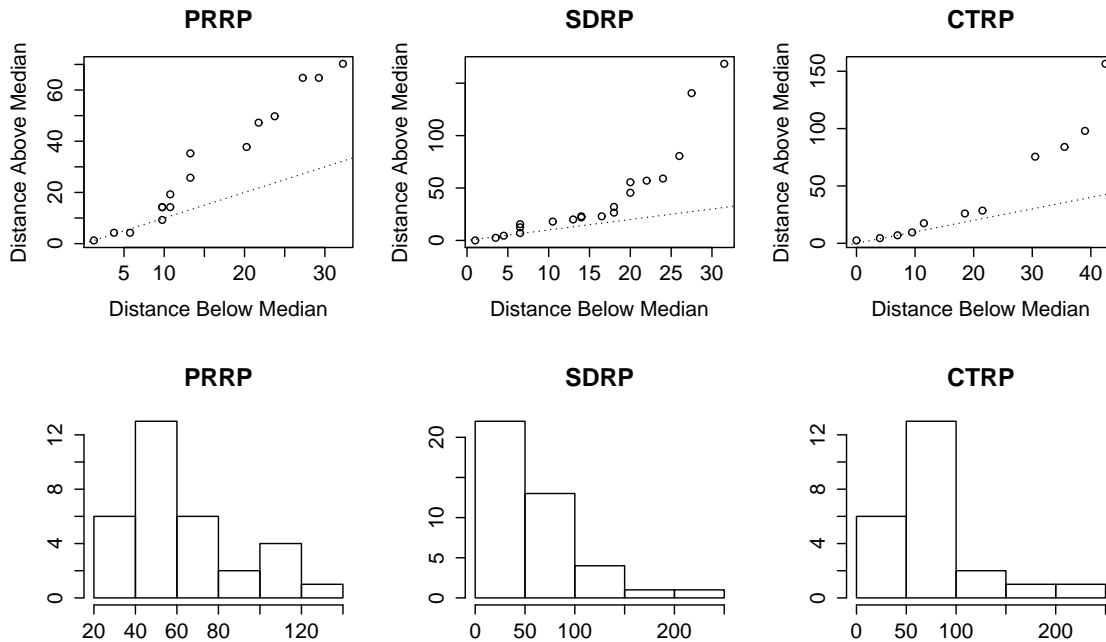 PRRP
SDRP
CTRP
Distance Above Median
0 20 40 60
5 10 20 30
Distance Below Median
Distance Above Median
0 50 100
0 5 10 15 20 25 30
Distance Below Median
Distance Above Median
0 50 100 150
0 10 20 30 40
Distance Below Median
PRRP
SDRP
CTRP
0 4 8 12
20 40 60 80 120
0 5 10 20
0 50 100 200
0 4 8 12
0 50 100 200